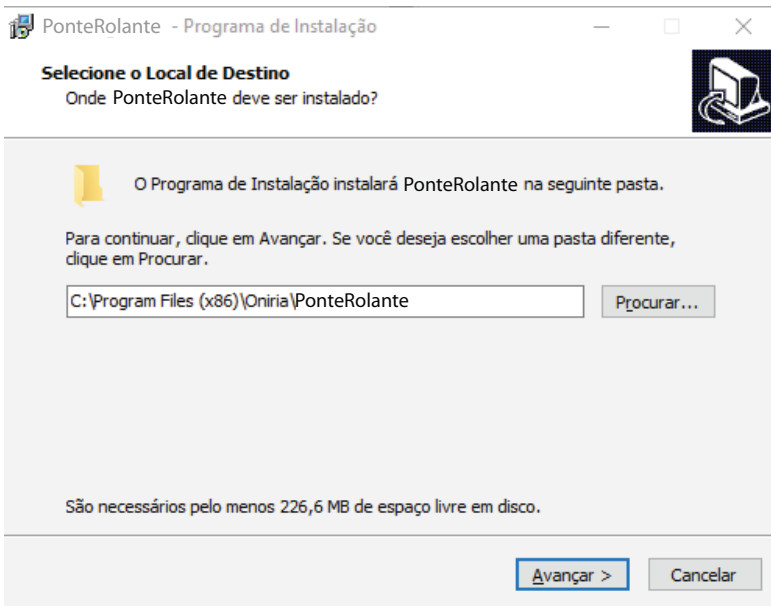 PonteRolante - Programa de Instalação
Selecione o Local de Destino
Onde PonteRolante deve ser instalado?
O Programa de Instalação instalará PonteRolante na seguinte pasta.
Para continuar, clique em Avançar. Se você deseja escolher uma pasta diferente,
clique em Procurar.
C:\Program Files (x86)\Oniria\PonteRolante
Procurar...
São necessários pelo menos 226,6 MB de espaço livre em disco.
Avançar >
Cancelar